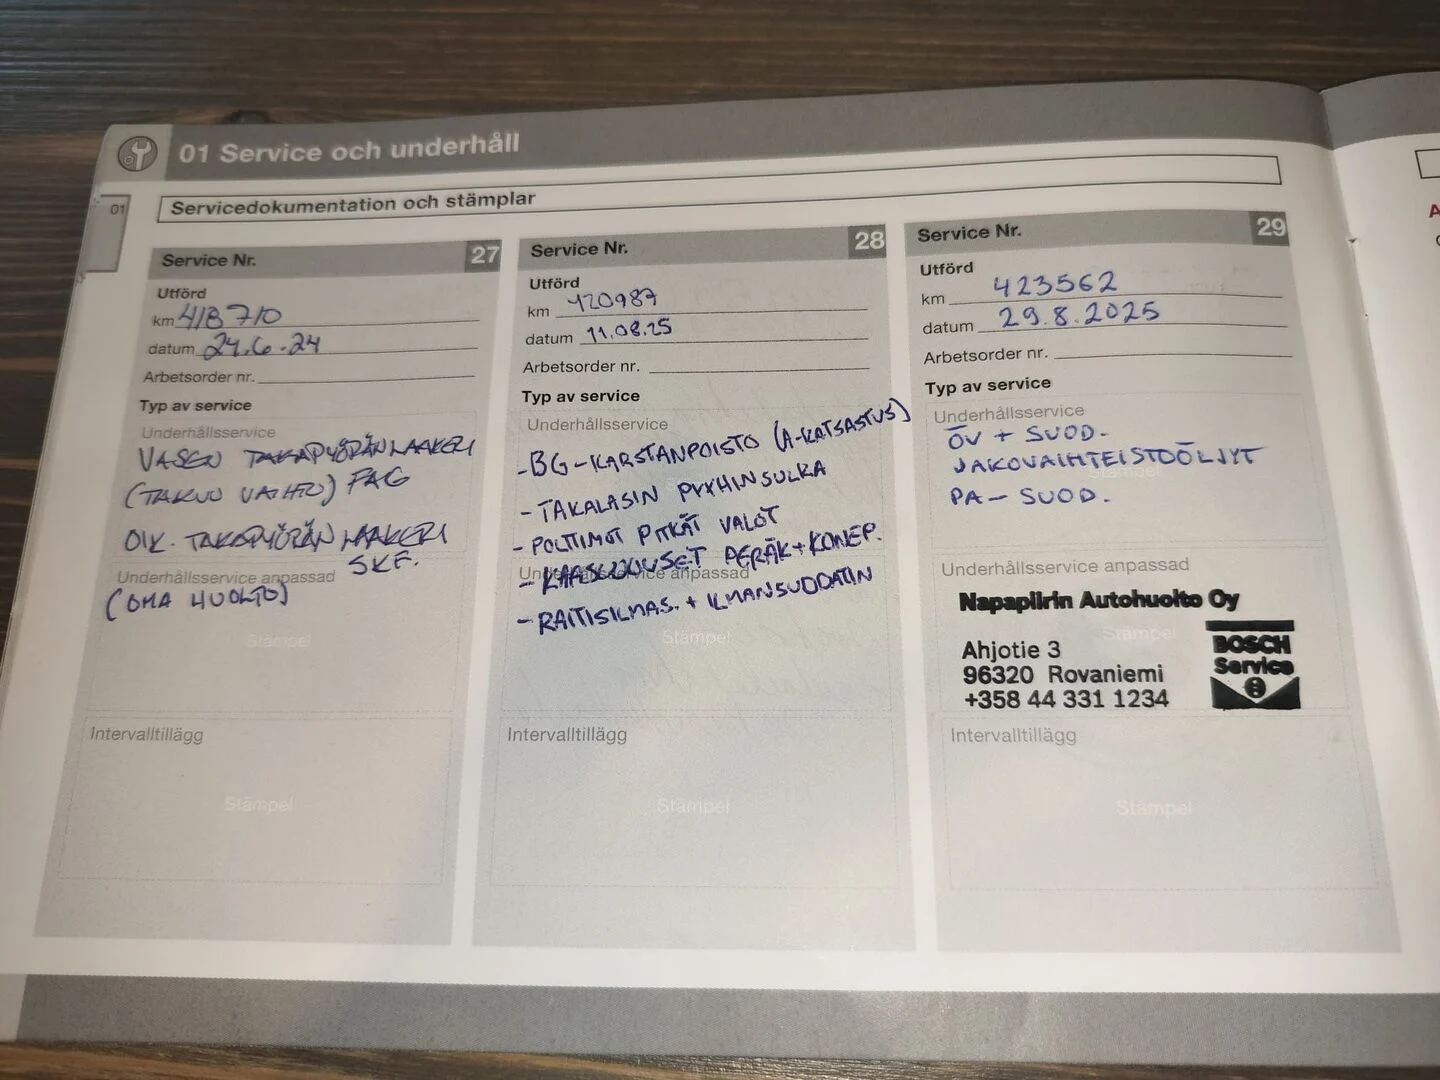 01 Service och underhåll
01
Servicedokumentation och stämplar
Service Nr. 27
Utförd
km 418710
datum 24.6.24
Arbetsorder nr.
Typ av service
Underhållsservice
VASEN TAKAPYÖRÄN LAAKERI
(TAKUU VAIHTO) FAG
OIK. TAKAPYÖRÄN LAAKERI
SKF.
Underhållsservice anpassad
(OMA HUOLTO)
Stämpel
Intervalltillägg
Stämpel
Service Nr. 28
Utförd
km 420987
datum 11.08.25
Arbetsorder nr.
Typ av service
Underhållsservice
-BG-KARSTANPOISTO (A-KATSASTUS)
- TAKALASIN PYYHINSULKA
- POLTTIMOT PITKÄT VALOT
Underhållsservice anpassad
- KAASUJOUSET PERÄK+KONEP.
- RAITISILMAS. + ILMANSUODATIN
Stämpel
Intervalltillägg
Stämpel
Service Nr. 29
Utförd
km 423562
datum 29.8.2025
Arbetsorder nr.
Typ av service
Underhållsservice
ÖV + SUOD.
JAKOVAIHTEISTOÖLJYT
PA- SUOD.
Underhållsservice anpassad
Napapiirin Autohuolto Oy
Stämpel
Ahjotie 3
96320 Rovaniemi
+358 44 331 1234
BOSCH
Service
Intervalltillägg
Stämpel